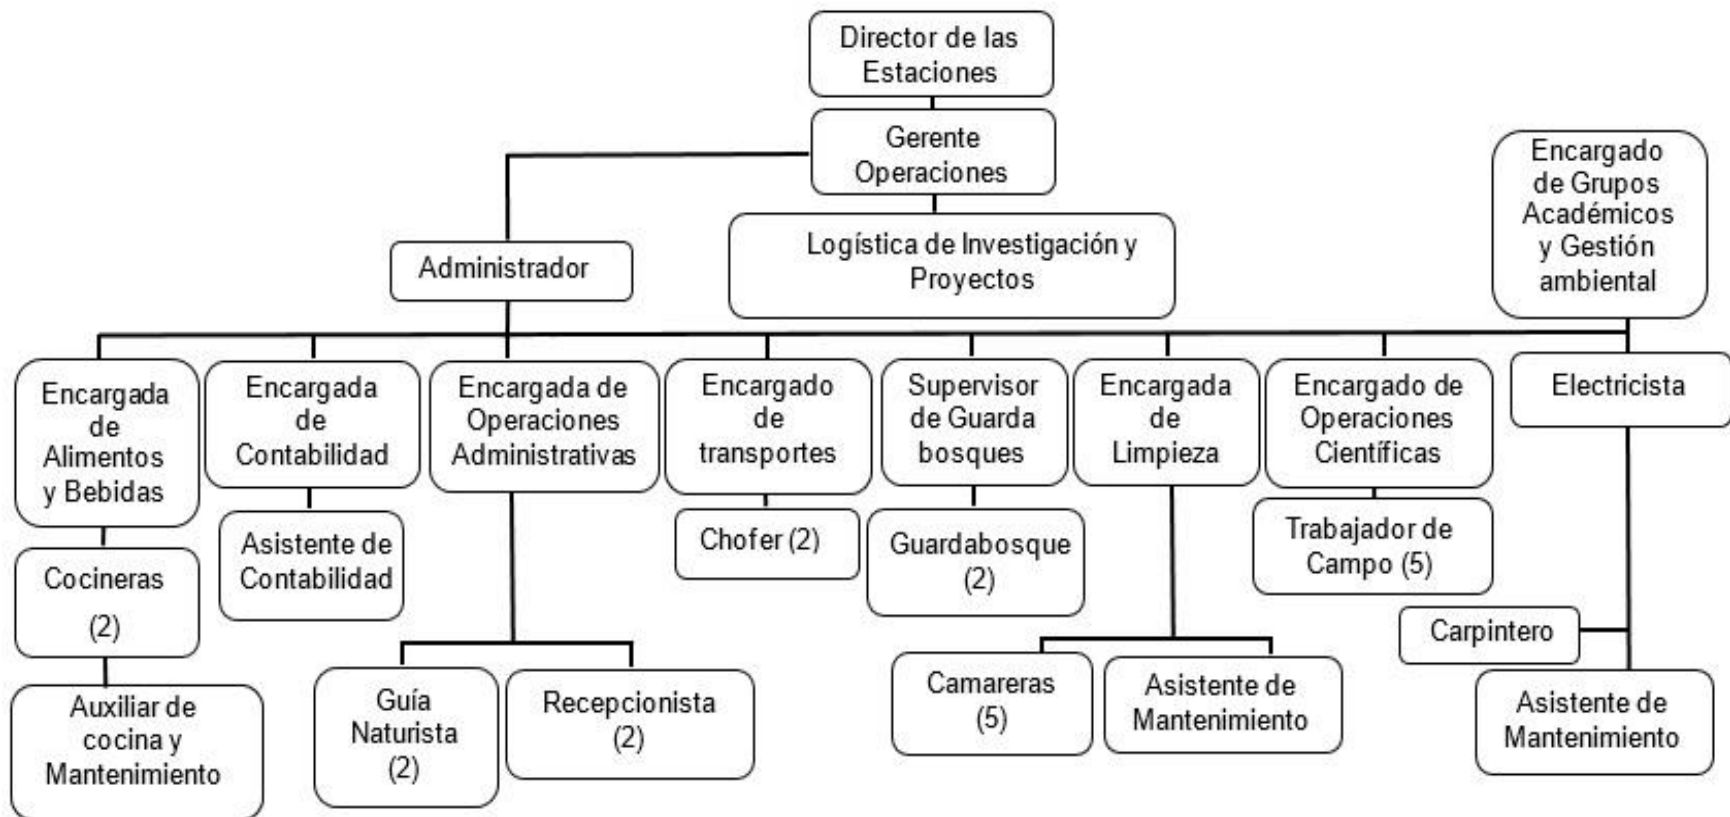 Director de las
Estaciones
Gerente
Operaciones
Encargado
de Grupos
Académicos
y Gestión
ambiental
Administrador
Logística de Investigación y
Proyectos
Encargada
de
Alimentos
y Bebidas
Encargada
de
Contabilidad
Encargada de
Operaciones
Administrativas
Encargado
de
transportes
Supervisor
de Guarda
bosques
Encargada
de
Limpieza
Encargado de
Operaciones
Científicas
Electricista
Cocineras
(2)
Asistente de
Contabilidad
Chofer (2)
Guardabosque
(2)
Trabajador de
Campo (5)
Carpintero
Auxiliar de
cocina y
Mantenimiento
Guía
Naturista
(2)
Recepcionista
(2)
Camareras
(5)
Asistente de
Mantenimiento
Asistente de
Mantenimiento